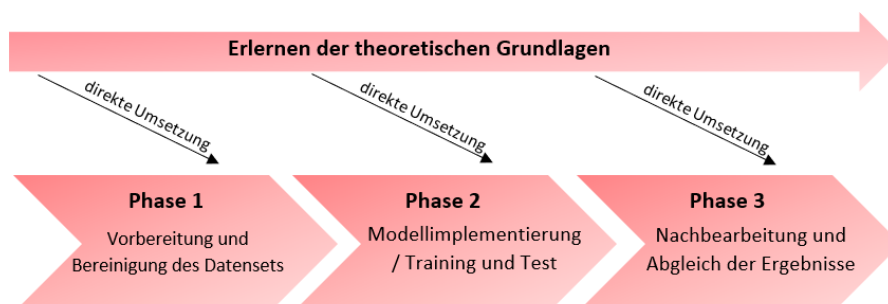 Erlernen der theoretischen Grundlagen
direkte Umsetzung
direkte Umsetzung
direkte Umsetzung
Phase 1
Vorbereitung und
Bereinigung des Datensets
Phase 2
Modellimplementierung
/ Training und Test
Phase 3
Nachbearbeitung und
Abgleich der Ergebnisse